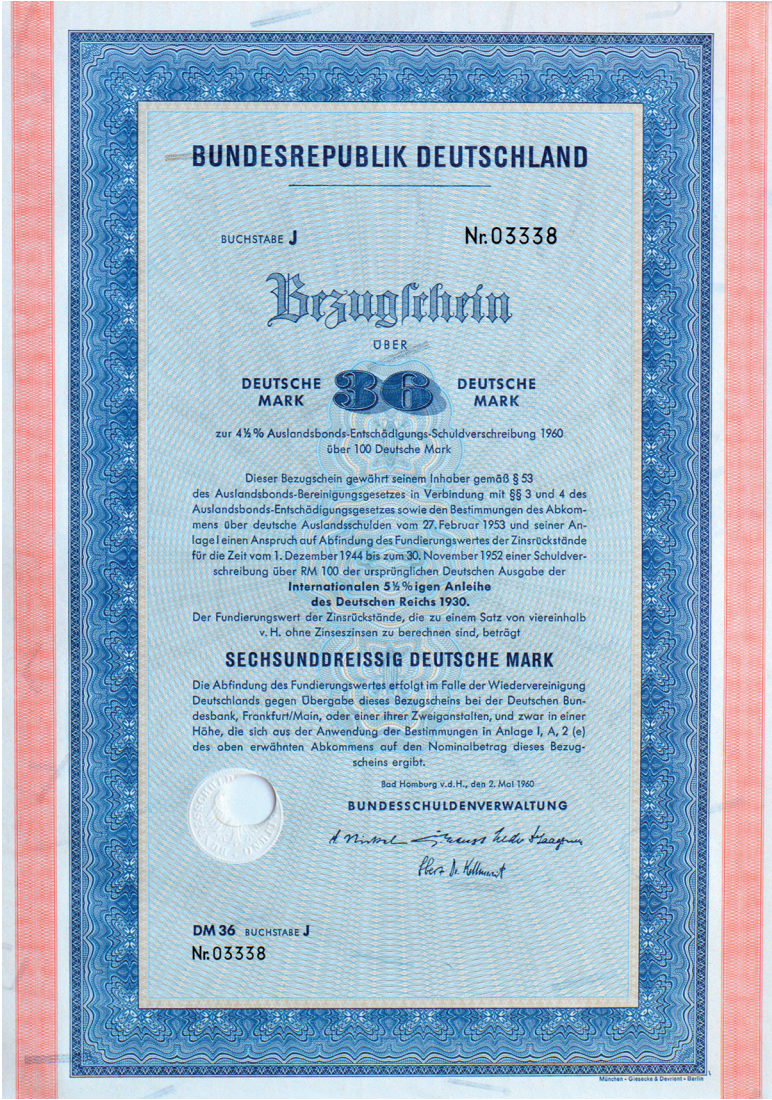 BUNDESREPUBLIK DEUTSCHLAND
BUCHSTABE J Nr. 03338
Bezugschein
ÜBER
DEUTSCHE MARK 36 DEUTSCHE MARK
zur 4½% Auslandsbonds-Entschädigungs-Schuldverschreibung 1960
über 100 Deutsche Mark
Dieser Bezugschein gewährt seinem Inhaber gemäß § 53
des Auslandsbonds-Bereinigungsgesetzes in Verbindung mit §§ 3 und 4 des
Auslandsbonds-Entschädigungsgesetzes sowie den Bestimmungen des Abkom-
mens über deutsche Auslandsschulden vom 27. Februar 1953 und seiner An-
lage I einen Anspruch auf Abfindung des Fundierungswertes der Zinsrückstände
für die Zeit vom 1. Dezember 1944 bis zum 30. November 1952 einer Schuldver-
schreibung über RM 100 der ursprünglichen Deutschen Ausgabe der
Internationalen 5½%igen Anleihe
des Deutschen Reichs 1930.
Der Fundierungswert der Zinsrückstände, die zu einem Satz von viereinhalb
v. H. ohne Zinseszinsen zu berechnen sind, beträgt
SECHSUNDDREISSIG DEUTSCHE MARK
Die Abfindung des Fundierungswertes erfolgt im Falle der Wiedervereinigung
Deutschlands gegen Übergabe dieses Bezugscheins bei der Deutschen Bun-
desbank, Frankfurt/Main, oder einer ihrer Zweiganstalten, und zwar in einer
Höhe, die sich aus der Anwendung der Bestimmungen in Anlage I, A, 2 (e)
des oben erwähnten Abkommens auf den Nominalbetrag dieses Bezug-
scheins ergibt.
Bad Homburg v.d.H., den 2. Mai 1960
BUNDESSCHULDENVERWALTUNG
DM 36 BUCHSTABE J
Nr. 03338
München - Giesecke & Devrient - Berlin